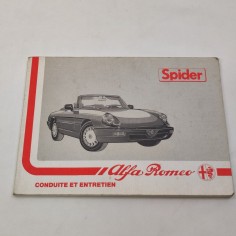 Spider
Alfa Romeo
CONDUITE ET ENTRETIEN